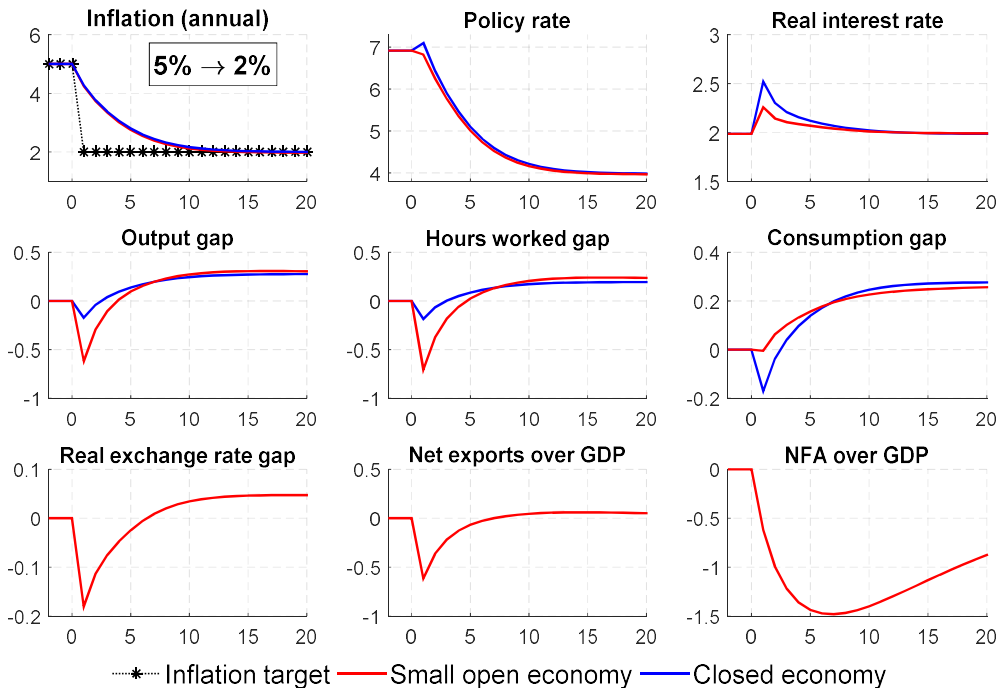 Inflation (annual)
Policy rate
Real interest rate
6
4
2
5% → 2%
0 5 10 15 20
7
6
5
4
0 5 10 15 20
3
2.5
2
1.5
0 5 10 15 20
Output gap
Hours worked gap
Consumption gap
0.5
0
-0.5
-1
0 5 10 15 20
0.5
0
-0.5
-1
0 5 10 15 20
0.4
0.2
0
-0.2
0 5 10 15 20
Real exchange rate gap
Net exports over GDP
NFA over GDP
0.1
0
-0.1
-0.2
0 5 10 15 20
0.5
0
-0.5
-1
0 5 10 15 20
0
-0.5
-1
-1.5
0 5 10 15 20
Inflation target Small open economy Closed economy